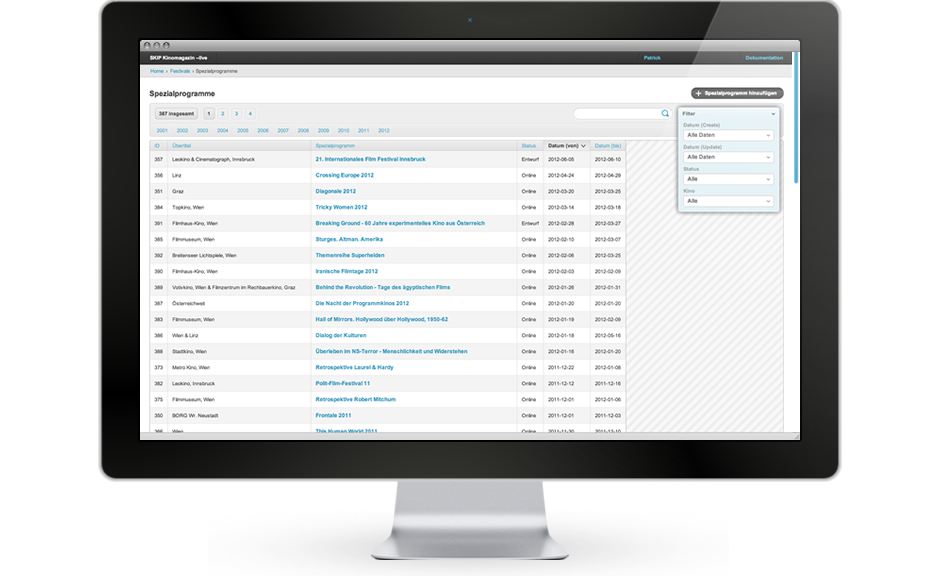 SKIP Kinomagazin –live Patrick Dokumentation
Home › Festivals › Spezialprogramme
Spezialprogramme + Spezialprogramm hinzufügen
387 insgesamt 1 2 3 4
2001 2002 2003 2004 2005 2006 2007 2008 2009 2010 2011 2012
Filter
Datum (Create)
Alle Daten
Datum (Update)
Alle Daten
Status
Alle
Kino
Alle
ID Übertitel Spezialprogramm Status Datum (von) Datum (bis)
357 Leokino & Cinematograph, Innsbruck 21. Internationales Film Festival Innsbruck Entwurf 2012-06-05 2012-06-10
356 Linz Crossing Europe 2012 Online 2012-04-24 2012-04-29
351 Graz Diagonale 2012 Online 2012-03-20 2012-03-25
384 Topkino, Wien Tricky Women 2012 Online 2012-03-14 2012-03-18
391 Filmhaus-Kino, Wien Breaking Ground - 60 Jahre experimentelles Kino aus Österreich Entwurf 2012-02-28 2012-03-27
385 Filmmuseum, Wien Sturges. Altman. Amerika Online 2012-02-10 2012-03-07
392 Breitenseer Lichtspiele, Wien Themenreihe Superhelden Online 2012-02-06 2012-03-25
390 Filmhaus-Kino, Wien Iranische Filmtage 2012 Online 2012-02-03 2012-02-09
389 Votivkino, Wien & Filmzentrum im Rechbauerkino, Graz Behind the Revolution - Tage des ägyptischen Films Online 2012-01-26 2012-01-31
387 Österreichweit Die Nacht der Programmkinos 2012 Online 2012-01-20 2012-01-20
383 Filmmuseum, Wien Hall of Mirrors. Hollywood über Hollywood, 1950-62 Online 2012-01-19 2012-02-09
386 Wien & Linz Dialog der Kulturen Online 2012-01-18 2012-05-16
388 Stadtkino, Wien Überleben im NS-Terror - Menschlichkeit und Widerstehen Online 2012-01-16 2012-01-20
373 Metro Kino, Wien Retrospektive Laurel & Hardy Online 2011-12-22 2012-01-08
382 Leokino, Innsbruck Polit-Film-Festival 11 Online 2011-12-12 2011-12-16
375 Filmmuseum, Wien Retrospektive Robert Mitchum Online 2011-12-01 2012-01-06
350 BORG Wr. Neustadt Frontale 2011 Online 2011-12-01 2011-12-03
366 Wien This Human World 2011 Online 2011-11-30 2011-12-10